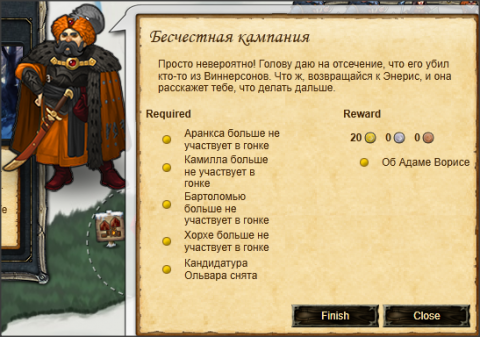 Бесчестная кампания
Просто невероятно! Голову даю на отсечение, что его убил
кто-то из Виннерсонов. Что ж, возвращайся к Энерис, и она
расскажет тебе, что делать дальше.
Required
Аранкса больше не
участвует в гонке
Камилла больше
не участвует в
гонке
Бартоломью
больше не
участвует в гонке
Хорхе больше не
участвует в гонке
Кандидатура
Ольвара снята
Reward
20 0 0
Об Адаме Ворисе
Finish
Close